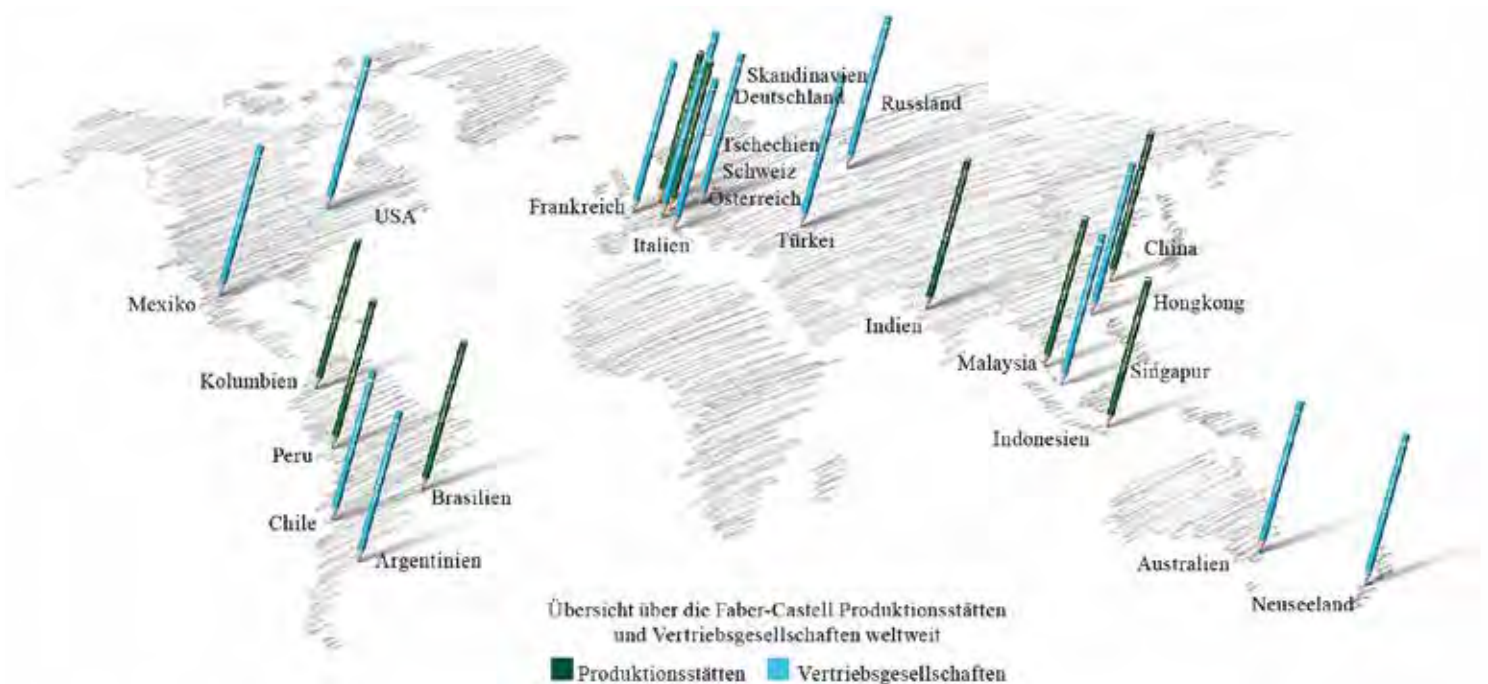 Skandinavien
Deutschland
Russland
Tschechien
Schweiz
Österreich
Frankreich
Italien
Türkei
USA
Mexiko
China
Hongkong
Indien
Malaysia
Singapur
Kolumbien
Indonesien
Peru
Brasilien
Chile
Argentinien
Australien
Neuseeland
Übersicht über die Faber-Castell Produktionsstätten
und Vertriebsgesellschaften weltweit
Produktionsstätten Vertriebsgesellschaften